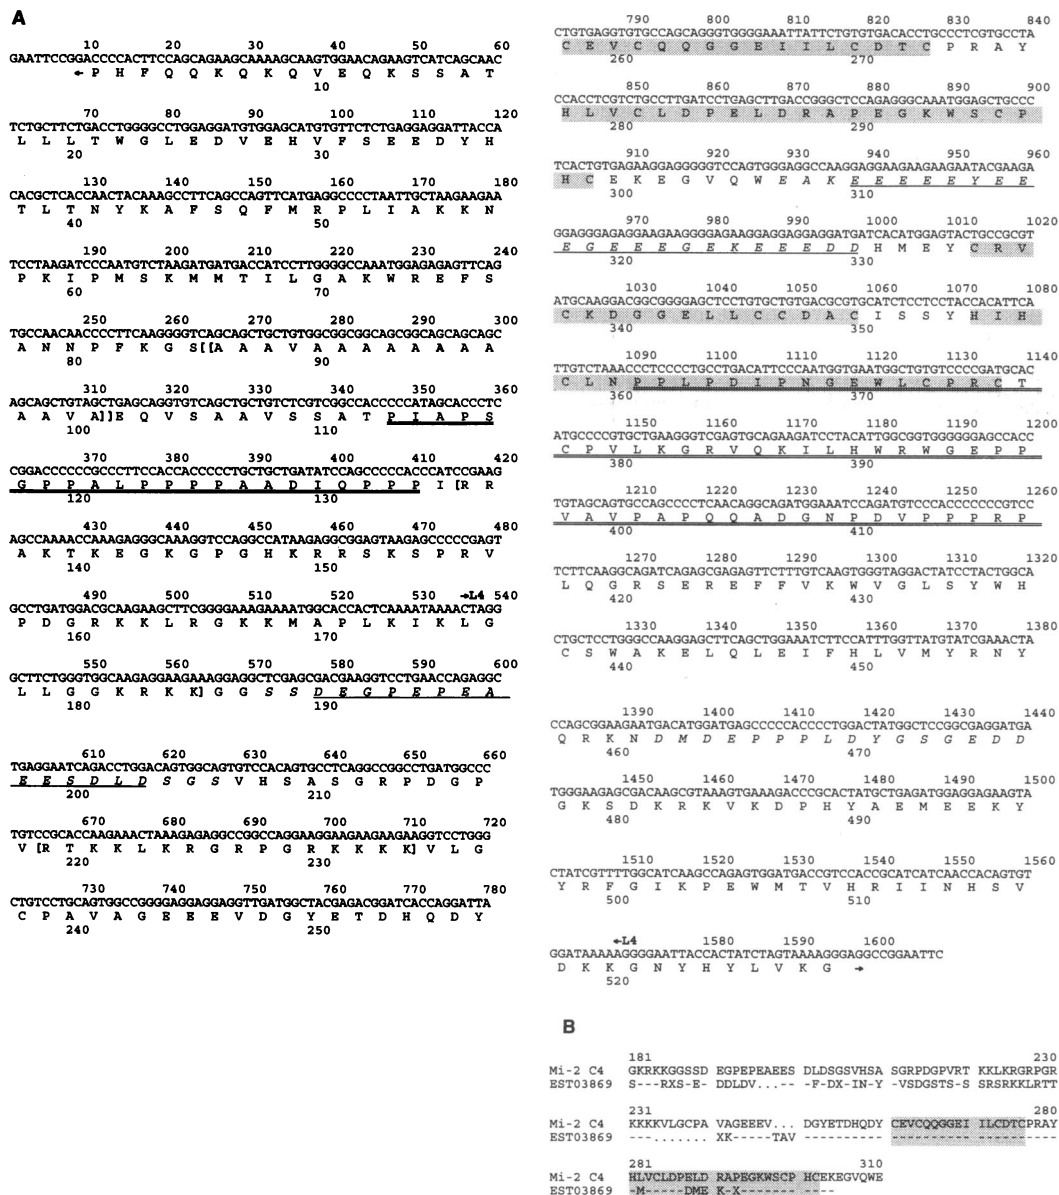 A
10 20 30 40 50 60
GAATTCCGGACCCCACTTCCAGCAGAAGCAAAAGCAAGTGGAACAGAAGTCATCAGCAAC
←P H F Q Q K Q K Q V E Q K S S A T
10
70 80 90 100 110 120
TCTGCTTCTGACCTGGGGCCTGGAGGATGTGGAGCATGTGTTCTCTGAGGAGGATTACCA
L L L T W G L E D V E H V F S E E D Y H
20 30
130 140 150 160 170 180
CACGCTCACCAACTACAAAGCCTTCAGCCAGTTCATGAGGCCCCTAATTGCTAAGAAGAA
T L T N Y K A F S Q F M R P L I A K K N
40 50
190 200 210 220 230 240
TCCTAAGATCCCAATGTCTAAGATGATGACCATCCTTGGGGCCAAATGGAGAGAGTTCAG
P K I P M S K M M T I L G A K W R E F S
60 70
250 260 270 280 290 300
TGCCAACAACCCCTTCAAGGGGTCAGCAGCTGCTGTGGCGGCGGCAGCGGCAGCAGCAGC
A N N P F K G S[[A A A V A A A A A A A A
80 90
310 320 330 340 350 360
AGCAGCTGTAGCTGAGCAGGTGTCAGCTGCTGTCTCGTCGGCCACCCCCATAGCACCCTC
A A V A]]E Q V S A A V S S A T P I A P S
100 110
370 380 390 400 410 420
CGGACCCCCCGCCCTTCCACCACCCCCTGCTGCTGATATCCAGCCCCCACCCATCCGAAG
G P P A L P P P P A A D I Q P P P I [R R
120 130
430 440 450 460 470 480
AGCCAAAACCAAAGAGGGCAAAGGTCCAGGCCATAAGAGGCGGAGTAAGAGCCCCCGAGT
A K T K E G K G P G H K R R S K S P R V
140 150
490 500 510 520 530 →L4 540
GCCTGATGGACGCAAGAAGCTTCGGGGAAAGAAAATGGCACCACTCAAAATAAAACTAGG
P D G R K K L R G K K M A P L K I K L G
160 170
550 560 570 580 590 600
GCTTCTGGGTGGCAAGAGGAAGAAAGGAGGCTCGAGCGACGAAGGTCCTGAACCAGAGGC
L L G G K R K K] G G S S D E G P E P E A
180 190
610 620 630 640 650 660
TGAGGAATCAGACCTGGACAGTGGCAGTGTCCACAGTGCCTCAGGCCGGCCTGATGGCCC
E E S D L D S G S V H S A S G R P D G P
200 210
670 680 690 700 710 720
TGTCCGCACCAAGAAACTAAAGAGAGGCCGGCCAGGAAGGAAGAAGAAGAAGGTCCTGGG
V [R T K K L K R G R P G R K K K K] V L G
220 230
730 740 750 760 770 780
CTGTCCTGCAGTGGCCGGGGAGGAGGAGGTTGATGGCTACGAGACGGATCACCAGGATTA
C P A V A G E E E V D G Y E T D H Q D Y
240 250
790 800 810 820 830 840
CTGTGAGGTGTGCCAGCAGGGTGGGGAAATTATTCTGTGTGACACCTGCCCTCGTGCCTA
C E V C Q Q G G E I I L C D T C P R A Y
260 270
850 860 870 880 890 900
CCACCTCGTCTGCCTTGATCCTGAGCTTGACCGGGCTCCAGAGGGCAAATGGAGCTGCCC
H L V C L D P E L D R A P E G K W S C P
280 290
910 920 930 940 950 960
TCACTGTGAGAAGGAGGGGGTCCAGTGGGAGGCCAAGGAGGAAGAAGAAGAATACGAAGA
H C E K E G V Q W E A K E E E E E Y E E
300 310
970 980 990 1000 1010 1020
GGAGGGAGAGGAAGAAGGGGAGAAGGAGGAGGAGGATGATCACATGGAGTACTGCCGCGT
E G E E E G E K E E E D D H M E Y C R V
320 330
1030 1040 1050 1060 1070 1080
ATGCAAGGACGGCGGGGAGCTCCTGTGCTGTGACGCGTGCATCTCCTCCTACCACATTCA
C K D G G E L L C C D A C I S S Y H I H
340 350
1090 1100 1110 1120 1130 1140
TTGTCTAAACCCTCCCCTGCCTGACATTCCCAATGGTGAATGGCTGTGTCCCCGATGCAC
C L N P P L P D I P N G E W L C P R C T
360 370
1150 1160 1170 1180 1190 1200
ATGCCCCGTGCTGAAGGGTCGAGTGCAGAAGATCCTACATTGGCGGTGGGGGGAGCCACC
C P V L K G R V Q K I L H W R W G E P P
380 390
1210 1220 1230 1240 1250 1260
TGTAGCAGTGCCAGCCCCTCAACAGGCAGATGGAAATCCAGATGTCCCACCCCCCCGTCC
V A V P A P Q Q A D G N P D V P P P R P
400 410
1270 1280 1290 1300 1310 1320
TCTTCAAGGCAGATCAGAGCGAGAGTTCTTTGTCAAGTGGGTAGGACTATCCTACTGGCA
L Q G R S E R E F F V K W V G L S Y W H
420 430
1330 1340 1350 1360 1370 1380
CTGCTCCTGGGCCAAGGAGCTTCAGCTGGAAATCTTCCATTTGGTTATGTATCGAAACTA
C S W A K E L Q L E I F H L V M Y R N Y
440 450
1390 1400 1410 1420 1430 1440
CCAGCGGAAGAATGACATGGATGAGCCCCCACCCCTGGACTATGGCTCCGGCGAGGATGA
Q R K N D M D E P P P L D Y G S G E D D
460 470
1450 1460 1470 1480 1490 1500
TGGGAAGAGCGACAAGCGTAAAGTGAAAGACCCGCACTATGCTGAGATGGAGGAGAAGTA
G K S D K R K V K D P H Y A E M E E K Y
480 490
1510 1520 1530 1540 1550 1560
CTATCGTTTTGGCATCAAGCCAGAGTGGATGACCGTCCACCGCATCATCAACCACAGTGT
Y R F G I K P E W M T V H R I I N H S V
500 510
←L4 1580 1590 1600
GGATAAAAAGGGGAATTACCACTATCTAGTAAAAGGGAGGCCGGAATTC
D K K G N Y H Y L V K G →
520
B
181 230
Mi-2 C4 GKRKKGGSSD EGPEPEAEES DLDSGSVHSA SGRPDGPVRT KKLKRGRPGR
EST03869 S---RXS-E- DDLDV...-- -F-DX-IN-Y -VSDGSTS-S SRSRKKLRTT
231 280
Mi-2 C4 KKKKVLGCPA VAGEEEV... DGYETDHQDY CEVCQQGGEI ILCDTCPRAY
EST03869 ---.......  XK-----TAV ---------- ---------- ----------
281 310
Mi-2 C4 HLVCLDPELD RAPEGKWSCP HCEKEGVQWE
EST03869 -M-----DME K-X------- ----------